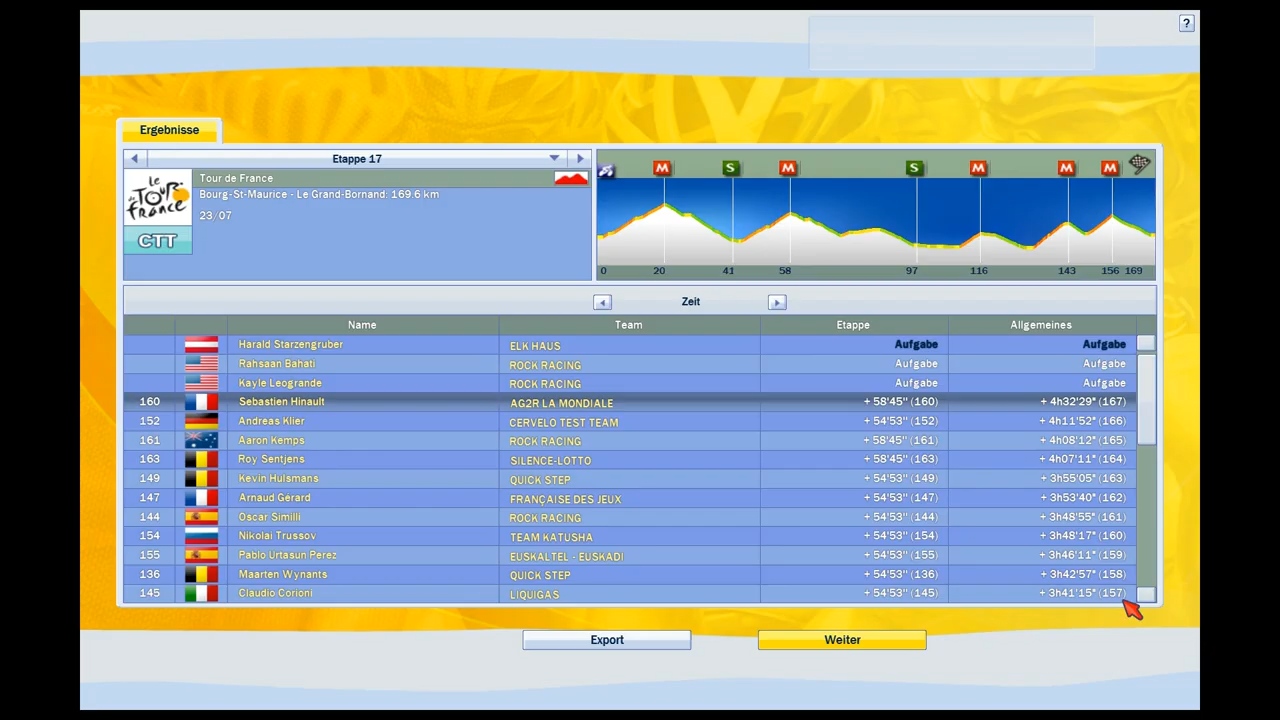 ?
Ergebnisse
Etappe 17
Tour de France
Bourg-St-Maurice - Le Grand-Bornand: 169.6 km
23/07
le TOUR de france
CTT
M S M S M M M
0 20 41 58 97 116 143 156 169
Zeit
Name Team Etappe Allgemeines
Harald Starzengruber ELK HAUS Aufgabe Aufgabe
Rahsaan Bahati ROCK RACING Aufgabe Aufgabe
Kayle Leogrande ROCK RACING Aufgabe Aufgabe
160 Sebastien Hinault AG2R LA MONDIALE + 58'45'' (160) + 4h32'29" (167)
152 Andreas Klier CERVELO TEST TEAM + 54'53'' (152) + 4h11'52" (166)
161 Aaron Kemps ROCK RACING + 58'45'' (161) + 4h08'12" (165)
163 Roy Sentjens SILENCE-LOTTO + 58'45'' (163) + 4h07'11" (164)
149 Kevin Hulsmans QUICK STEP + 54'53'' (149) + 3h55'05" (163)
147 Arnaud Gérard FRANÇAISE DES JEUX + 54'53'' (147) + 3h53'40" (162)
144 Oscar Similli ROCK RACING + 54'53'' (144) + 3h48'55" (161)
154 Nikolai Trussov TEAM KATUSHA + 54'53'' (154) + 3h48'17" (160)
155 Pablo Urtasun Perez EUSKALTEL - EUSKADI + 54'53'' (155) + 3h46'11" (159)
136 Maarten Wynants QUICK STEP + 54'53'' (136) + 3h42'57" (158)
145 Claudio Corioni LIQUIGAS + 54'53'' (145) + 3h41'15" (157)
Export Weiter